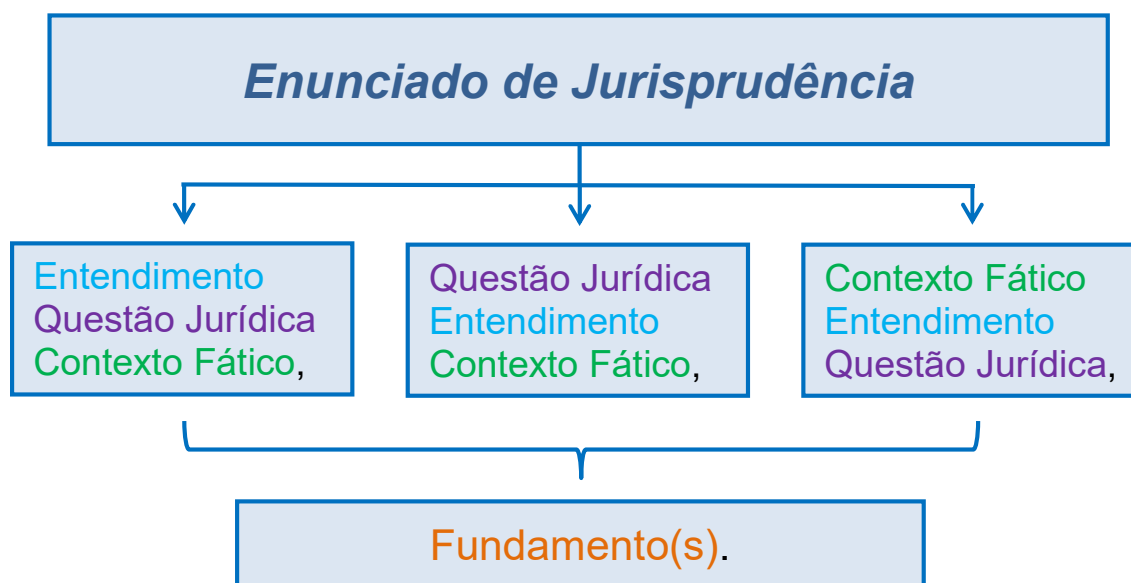 Enunciado de Jurisprudência
Entendimento
Questão Jurídica
Contexto Fático,
Questão Jurídica
Entendimento
Contexto Fático,
Contexto Fático
Entendimento
Questão Jurídica,
Fundamento(s).